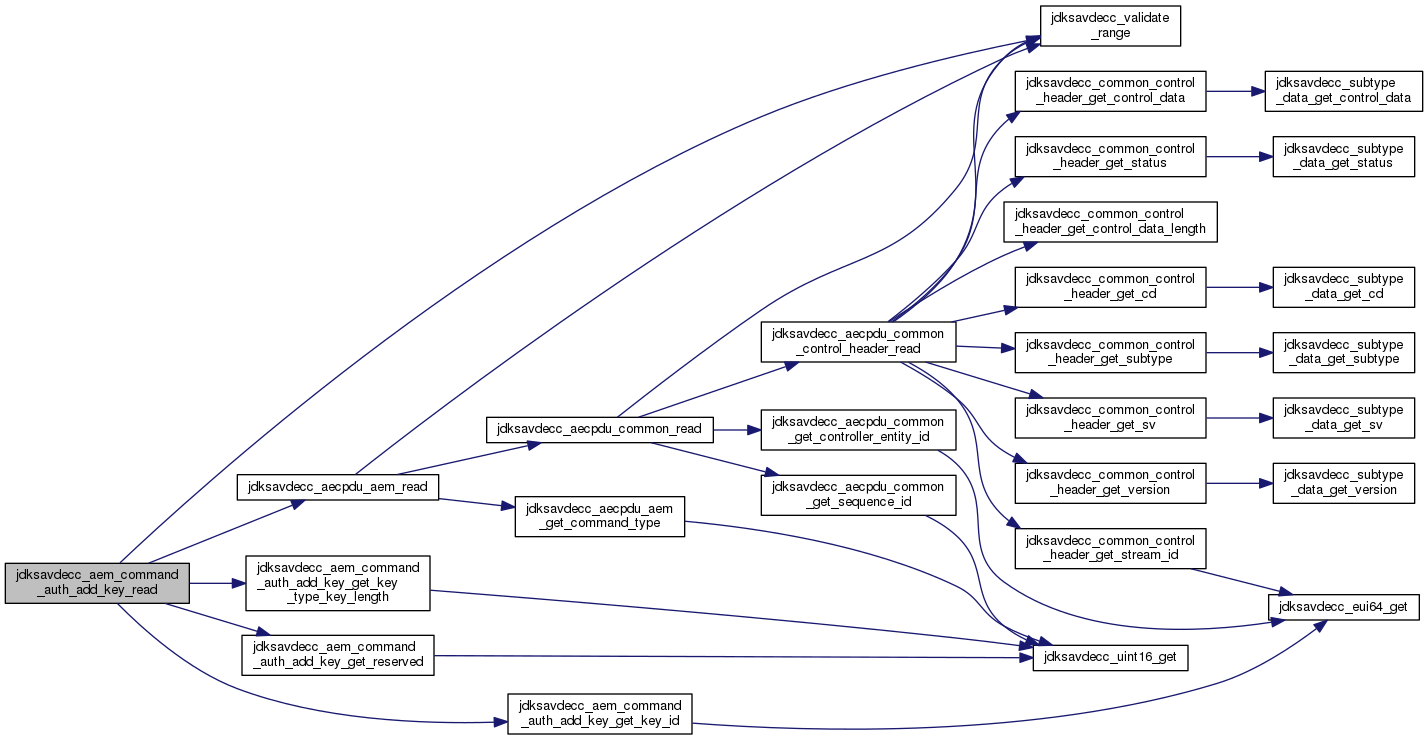 jdksavdecc_aem_command
_auth_add_key_read
jdksavdecc_aecpdu_aem_read
jdksavdecc_aem_command
_auth_add_key_get_key
_type_key_length
jdksavdecc_aem_command
_auth_add_key_get_reserved
jdksavdecc_aecpdu_common_read
jdksavdecc_aecpdu_aem
_get_command_type
jdksavdecc_aem_command
_auth_add_key_get_key_id
jdksavdecc_aecpdu_common
_control_header_read
jdksavdecc_aecpdu_common
_get_controller_entity_id
jdksavdecc_aecpdu_common
_get_sequence_id
jdksavdecc_validate
_range
jdksavdecc_common_control
_header_get_control_data
jdksavdecc_common_control
_header_get_status
jdksavdecc_common_control
_header_get_control_data_length
jdksavdecc_common_control
_header_get_cd
jdksavdecc_common_control
_header_get_subtype
jdksavdecc_common_control
_header_get_sv
jdksavdecc_common_control
_header_get_version
jdksavdecc_common_control
_header_get_stream_id
jdksavdecc_uint16_get
jdksavdecc_subtype
_data_get_control_data
jdksavdecc_subtype
_data_get_status
jdksavdecc_subtype
_data_get_cd
jdksavdecc_subtype
_data_get_subtype
jdksavdecc_subtype
_data_get_sv
jdksavdecc_subtype
_data_get_version
jdksavdecc_eui64_get